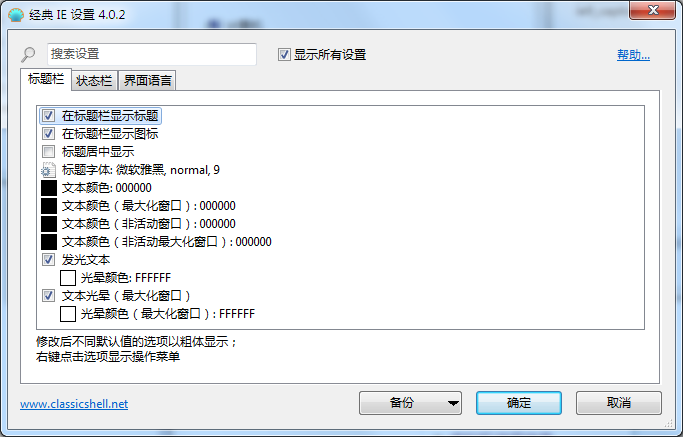 经典 IE 设置 4.0.2
搜索设置
显示所有设置
帮助...
标题栏
状态栏
界面语言
在标题栏显示标题
在标题栏显示图标
标题居中显示
标题字体: 微软雅黑, normal, 9
文本颜色: 000000
文本颜色（最大化窗口）: 000000
文本颜色（非活动窗口）: 000000
文本颜色（非活动最大化窗口）: 000000
发光文本
光晕颜色: FFFFFF
文本光晕（最大化窗口）
光晕颜色（最大化窗口）: FFFFFF
修改后不同默认值的选项以粗体显示；
右键点击选项显示操作菜单
www.classicshell.net
备份
确定
取消